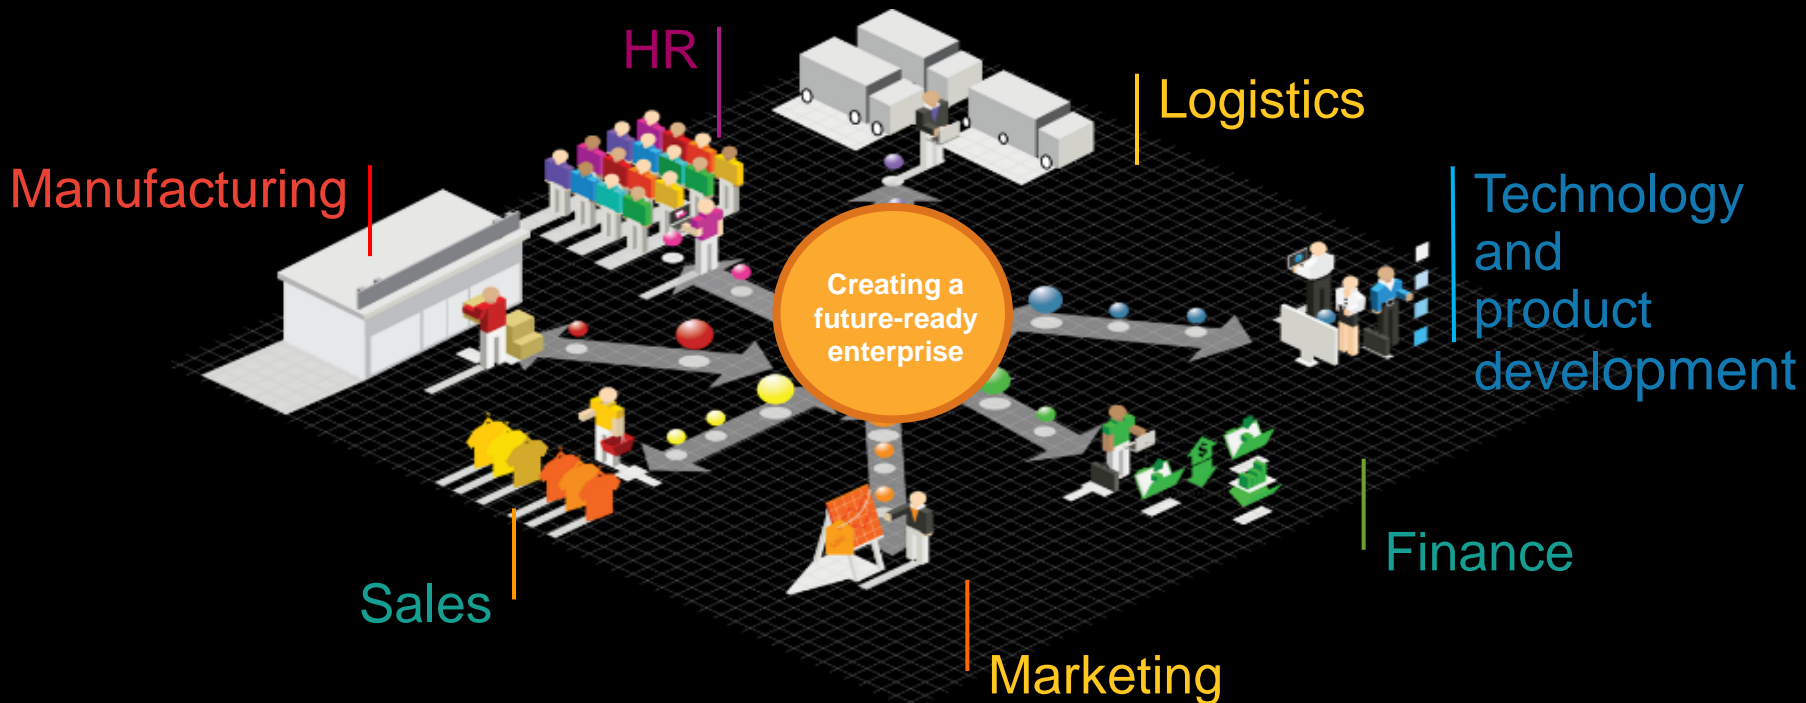 HR
Logistics
Manufacturing
Technology
and
product
development
Creating a
future-ready
enterprise
$
Finance
Sales
Marketing